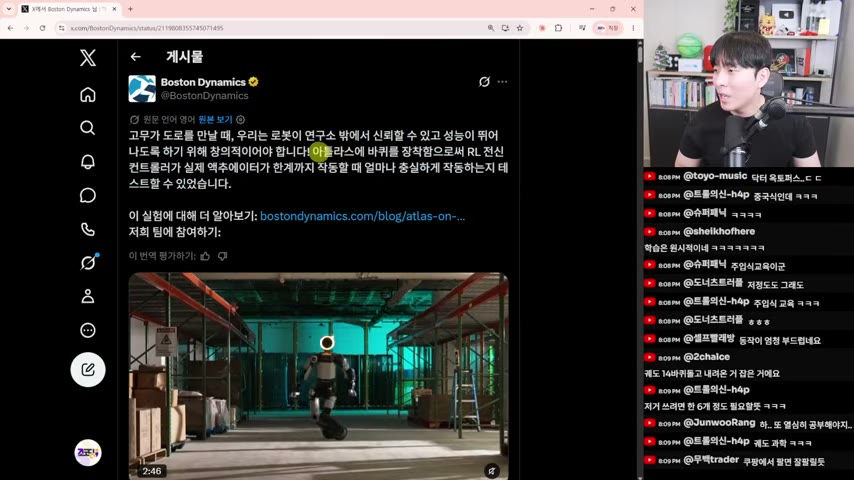 X에서 Boston Dynamics 님 : "
x.com/BostonDynamics/status/2119808355745071495
게시물
Boston Dynamics
@BostonDynamics
원문 언어 영어 원본 보기
고무가 도로를 만날 때, 우리는 로봇이 연구소 밖에서 신뢰할 수 있고 성능이 뛰어
나도록 하기 위해 창의적이어야 합니다! 아틀라스에 바퀴를 장착함으로써 RL 전신
컨트롤러가 실제 액추에이터가 한계까지 작동할 때 얼마나 충실하게 작동하는지 테
스트할 수 있었습니다.
이 실험에 대해 더 알아보기: bostondynamics.com/blog/atlas-on-...
저희 팀에 참여하기:
이 번역 평가하기:
2:46
8:08 PM @toyo-music 닥터 옥토퍼스..ㄷ ㄷ
8:08 PM @트롤의신-h4p 중국식인데 ㅋㅋㅋ
8:08 PM @슈퍼패닉 ㅋㅋㅋㅋ
8:08 PM @sheikhofhere
학습은 원시적이네 ㅋㅋㅋㅋㅋㅋㅋ
8:08 PM @슈퍼패닉 주입식교육이군
8:08 PM @도너츠트러플 저정도도 그래도
8:08 PM @트롤의신-h4p 주입식 교육 ㅋㅋㅋ
8:08 PM @도너츠트러플 ㅎㅎㅎ
8:08 PM @셀프빨래방 동작이 엄청 부드럽네요
8:09 PM @2chalce
궤도 14바퀴돌고 내려온 거 잡은 거에요
8:09 PM @트롤의신-h4p
저거 쓰려면 한 6개 정도 필요할듯 ㅋㅋㅋ
8:09 PM @JunwooRang 하.. 또 열심히 공부해야지..
8:09 PM @트롤의신-h4p 궤도 과학 ㅋㅋㅋ
8:09 PM @무백trader 쿠팡에서 팔면 잘팔릴듯